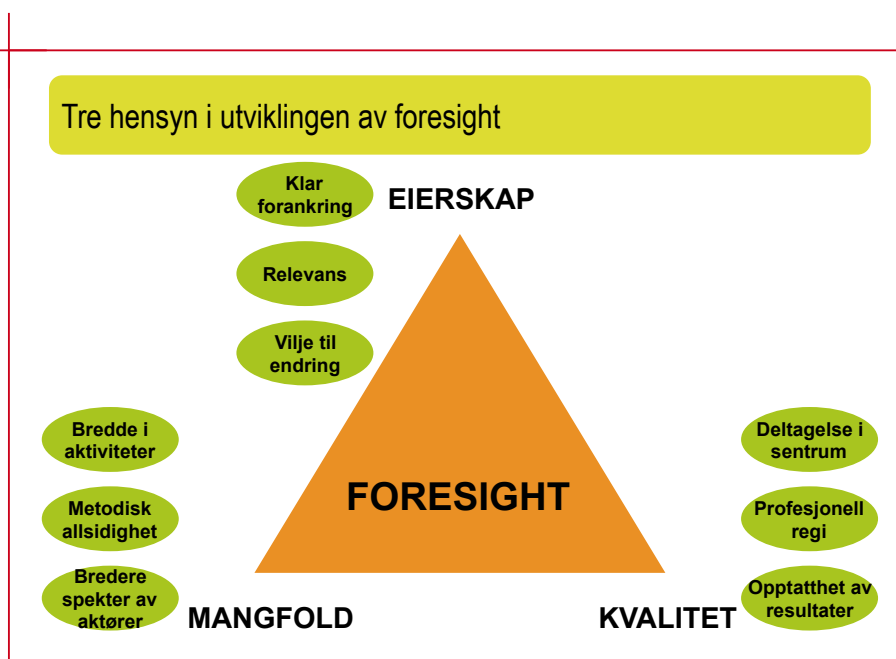 Tre hensyn i utviklingen av foresight
Klar
forankring
EIERSKAP
Relevans
Vilje til
endring
Bredde i
aktiviteter
Metodisk
allsidighet
Bredere
spekter av
aktører
MANGFOLD
FORESIGHT
Deltagelse i
sentrum
Profesjonell
regi
Opptatthet av
resultater
KVALITET